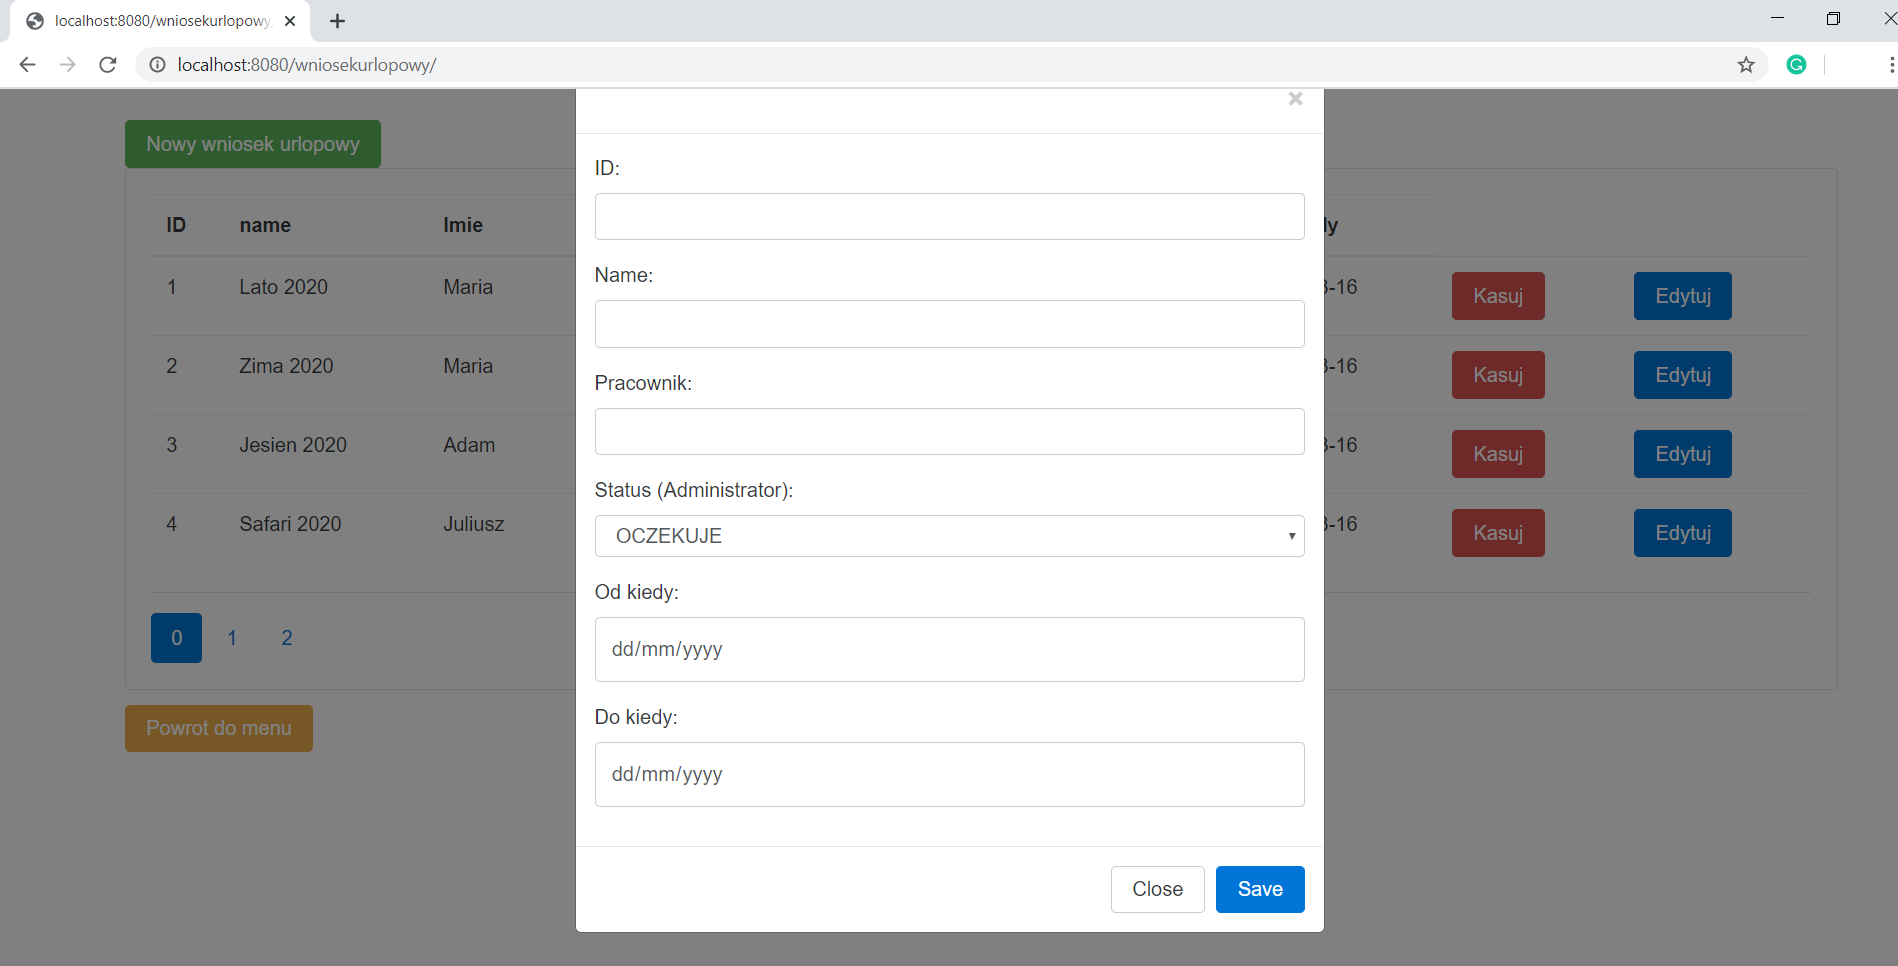 localhost:8080/wniosekurlopowy
localhost:8080/wniosekurlopowy/
Nowy wniosek urlopowy
ID name Imie
1 Lato 2020 Maria -16 Kasuj Edytuj
2 Zima 2020 Maria -16 Kasuj Edytuj
3 Jesien 2020 Adam -16 Kasuj Edytuj
4 Safari 2020 Juliusz -16 Kasuj Edytuj
0 1 2
Powrot do menu
×
ID:
Name:
Pracownik:
Status (Administrator):
OCZEKUJE
Od kiedy:
dd/mm/yyyy
Do kiedy:
dd/mm/yyyy
Close Save